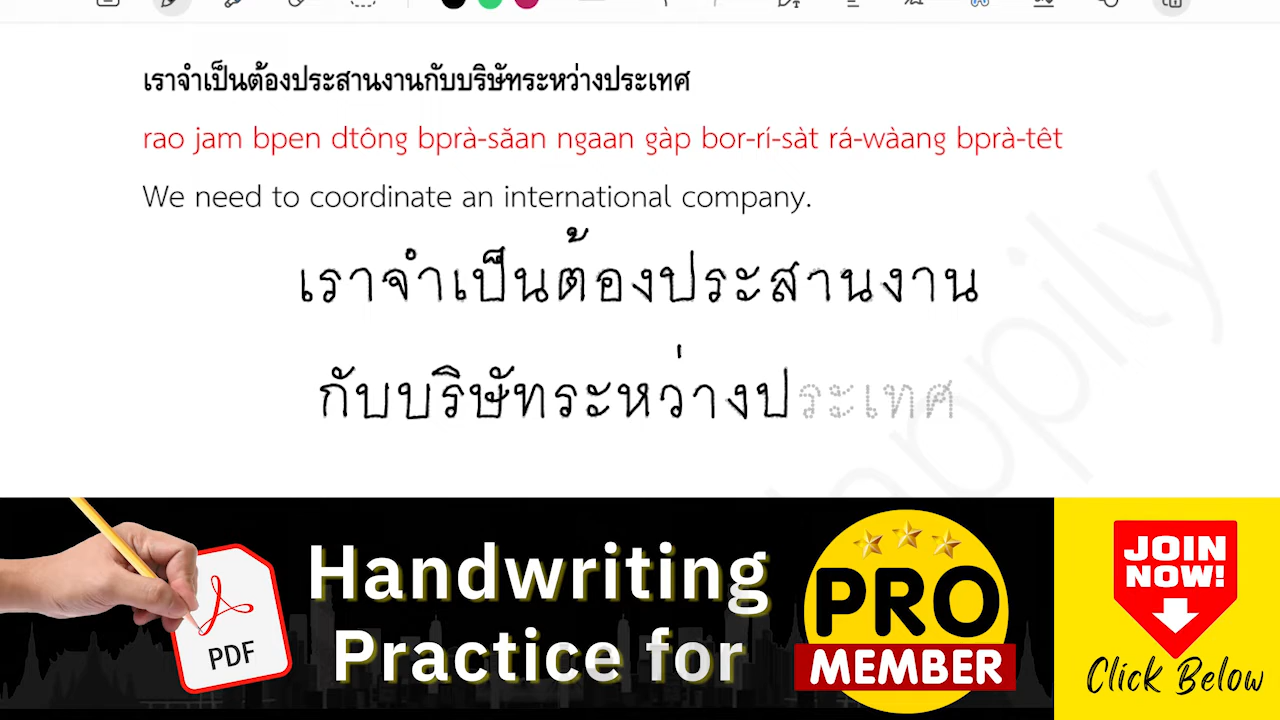 เราจำเป็นต้องประสานงานกับบริษัทระหว่างประเทศ
rao jam bpen dtông bprà-sǎan ngaan gàp bor-rí-sàt rá-wàang bprà-têt
We need to coordinate an international company.
เราจำเป็นต้องประสานงาน
กับบริษัทระหว่างประเทศ
Handwriting
Practice for
PDF
PRO
MEMBER
JOIN
NOW!
Click Below